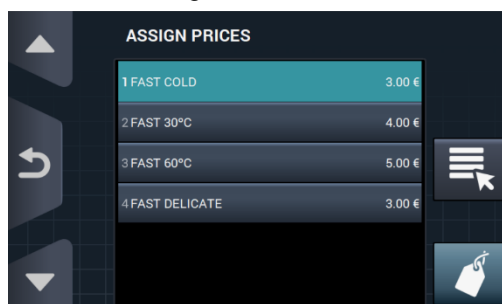 ASSIGN PRICES
1 FAST COLD 3.00 €
2 FAST 30ºC 4.00 €
3 FAST 60ºC 5.00 €
4 FAST DELICATE 3.00 €